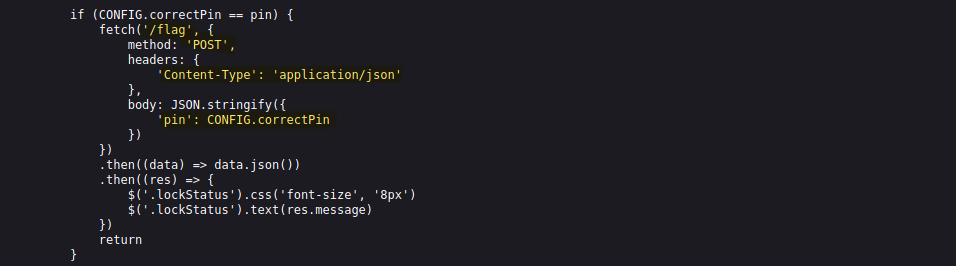 if (CONFIG.correctPin == pin) {
    fetch('/flag', {
        method: 'POST',
        headers: {
            'Content-Type': 'application/json'
        },
        body: JSON.stringify({
            'pin': CONFIG.correctPin
        })
    })
    .then((data) => data.json())
    .then((res) => {
        $('.lockStatus').css('font-size', '8px')
        $('.lockStatus').text(res.message)
    })
    return
}